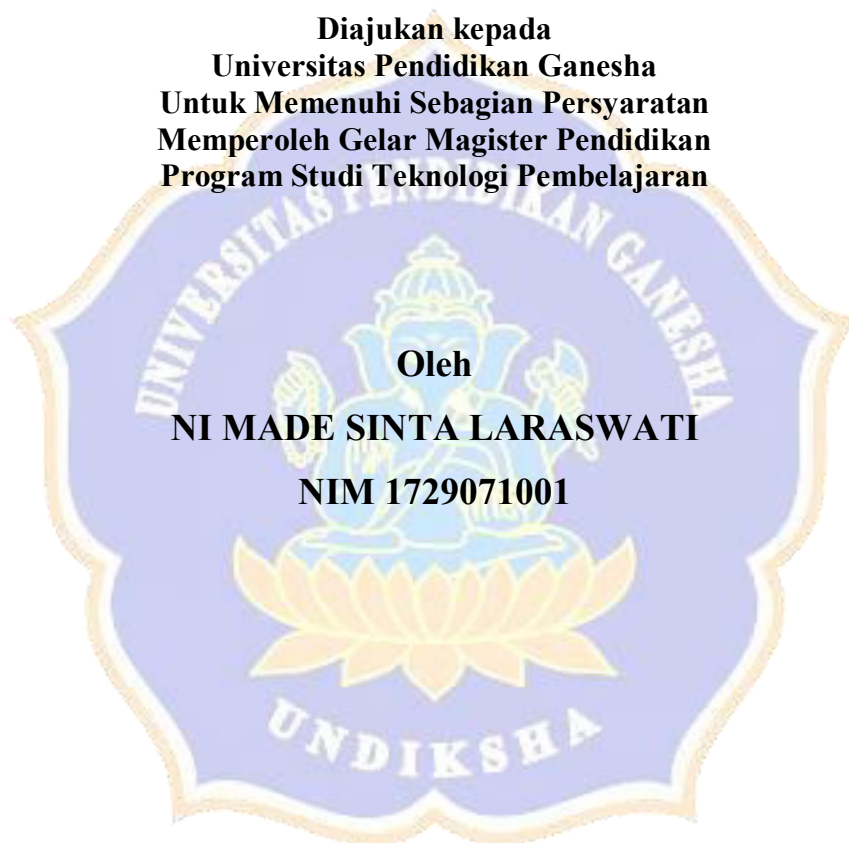 Diajukan kepada
Universitas Pendidikan Ganesha
Untuk Memenuhi Sebagian Persyaratan
Memperoleh Gelar Magister Pendidikan
Program Studi Teknologi Pembelajaran
UNIVERSITAS PENDIDIKAN GANESHA
Oleh
NI MADE SINTA LARASWATI
NIM 1729071001
UNDIKSHA